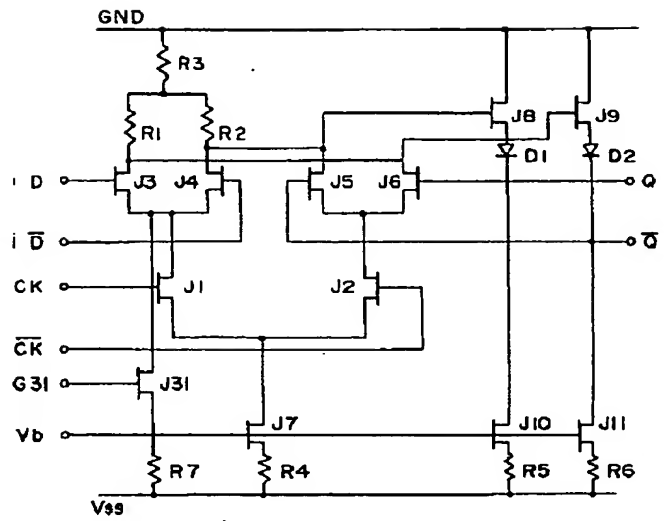 GND
R3
R1 R2
J8 J9
D1 D2
i D J3 J4 J5 J6 Q
i D̅ Q̅
CK J1 J2
C̅K̅
G31 J31
Vb J7 J10 J11
R7 R4 R5 R6
Vss